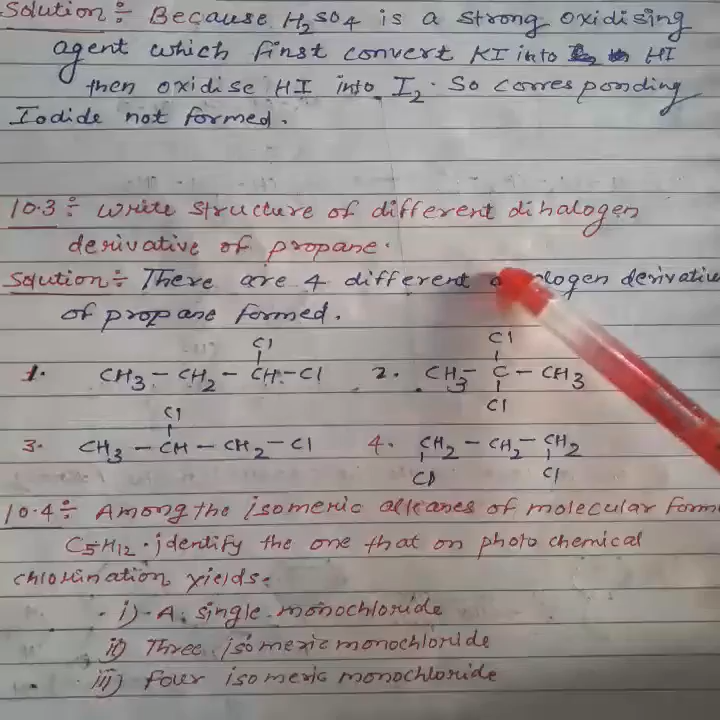 Solution :- Because H2SO4 is a strong oxidising
agent which first convert KI into HI
then oxidise HI into I2. So corresponding
Iodide not formed.
10.3 :- Write structure of different dihalogen
derivative of propane.
Solution :- There are 4 different derivative
of propane formed.
Cl
1. CH3 - CH2 - CH - Cl
Cl
2. CH3 - C - CH3
Cl
Cl
3. CH3 - CH - CH2 - Cl
4. CH2 - CH2 - CH2
Cl Cl
10.4 :- Among the isomeric alkanes of molecular form
C5H12. identify the one that on photo chemical
chlorination yields.
i) A single monochloride
ii) Three isomeric monochloride
iii) four isomeric monochloride